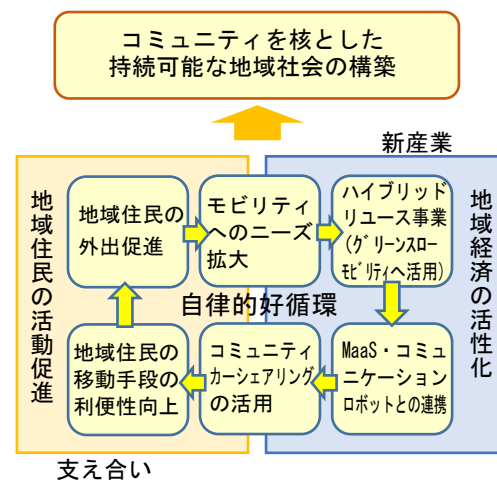 コミュニティを核とした
持続可能な地域社会の構築
新産業
地域住民の活動促進
地域住民の
外出促進
モビリティ
へのニーズ
拡大
ハイブリッド
リユース事業
(ｸﾞﾘｰﾝｽﾛｰ
ﾓﾋﾞﾘﾃｨへ活用)
地域経済の活性化
自律的好循環
地域住民の
移動手段の
利便性向上
コミュニティ
ｶｰｼｪｱﾘﾝｸﾞ
の活用
MaaS・コミュ
ニケーション
ロボットとの連携
支え合い